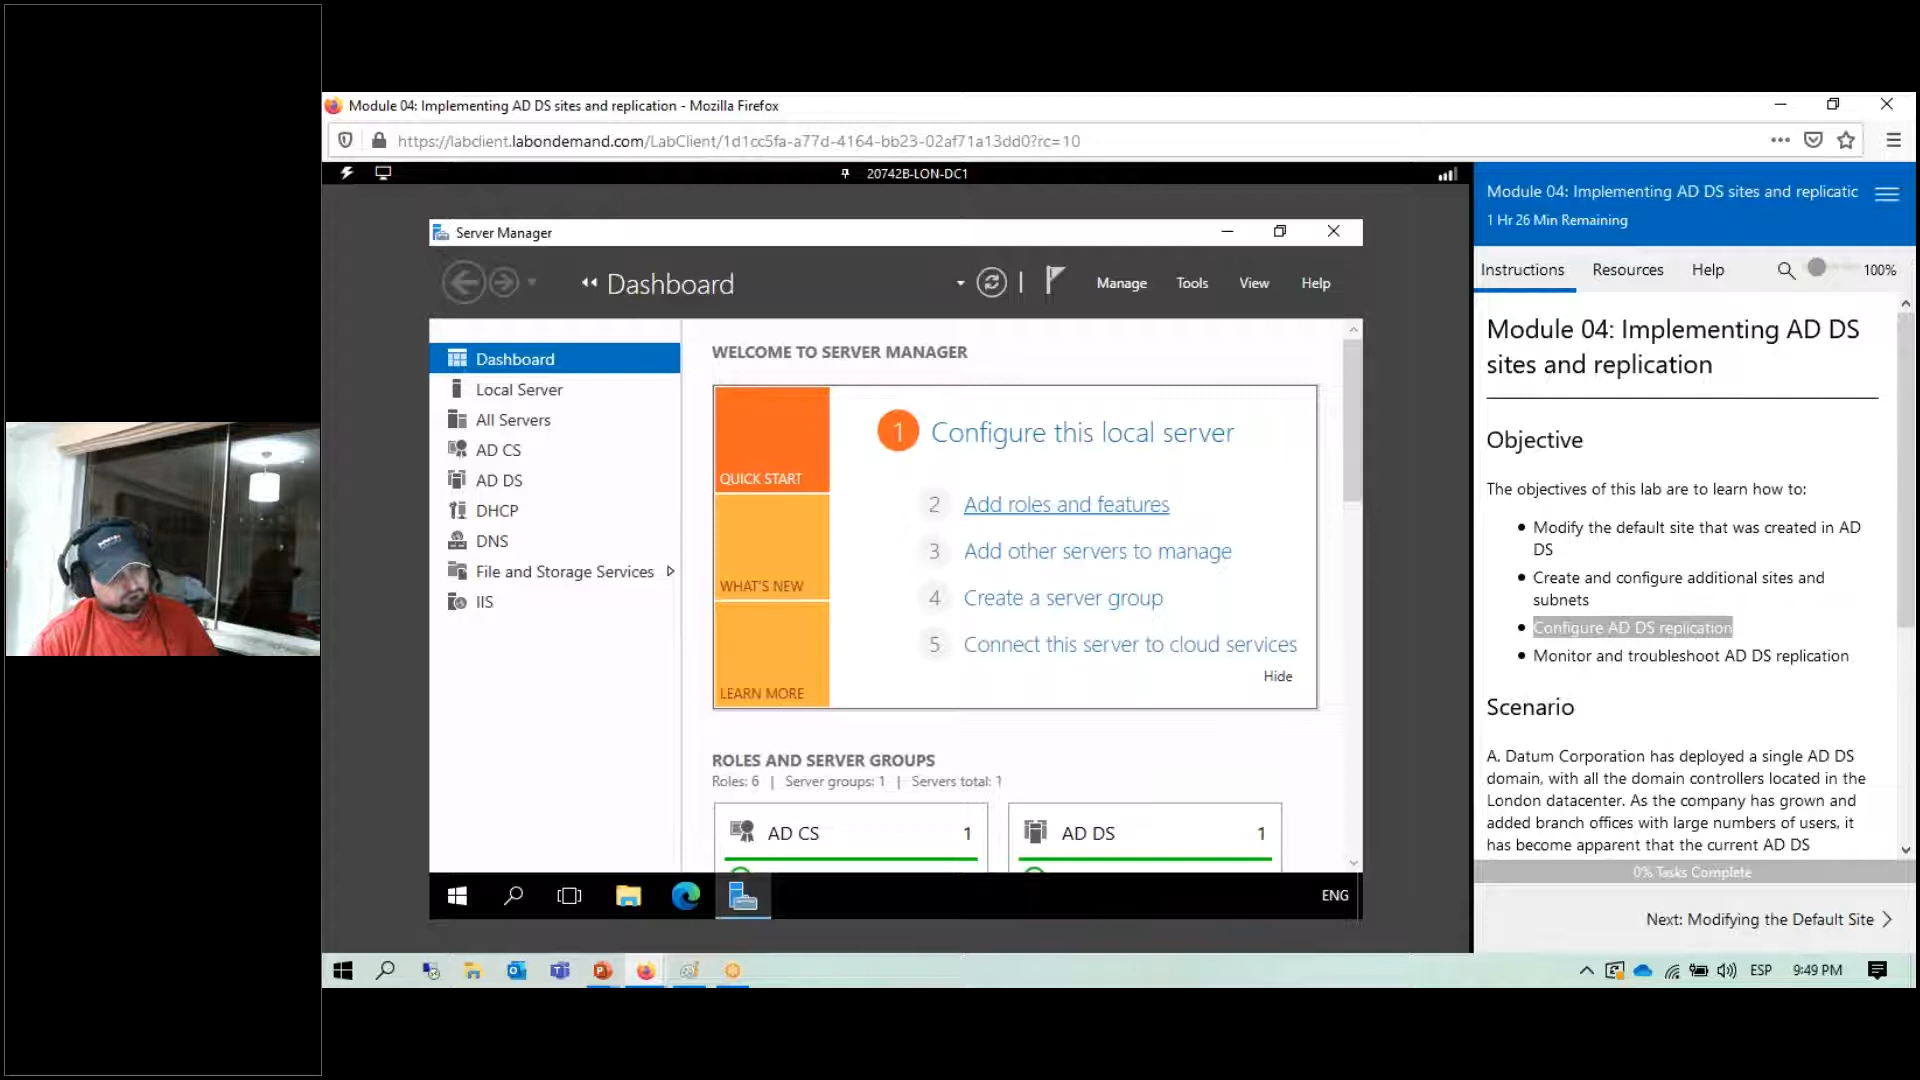 Module 04: Implementing AD DS sites and replication - Mozilla Firefox
https://labclient.labondemand.com/LabClient/1d1cc5fa-a77d-4164-bb23-02af71a13dd0?rc=10
20742B-LON-DC1
Server Manager
Dashboard
Manage
Tools
View
Help
Dashboard
Local Server
All Servers
AD CS
AD DS
DHCP
DNS
File and Storage Services
IIS
WELCOME TO SERVER MANAGER
QUICK START
WHAT'S NEW
LEARN MORE
1 Configure this local server
2 Add roles and features
3 Add other servers to manage
4 Create a server group
5 Connect this server to cloud services
Hide
ROLES AND SERVER GROUPS
Roles: 6 | Server groups: 1 | Servers total: 1
AD CS 1
AD DS 1
ENG
Module 04: Implementing AD DS sites and replicatic
1 Hr 26 Min Remaining
Instructions
Resources
Help
100%
Module 04: Implementing AD DS
sites and replication
Objective
The objectives of this lab are to learn how to:
• Modify the default site that was created in AD
DS
• Create and configure additional sites and
subnets
• Configure AD DS replication
• Monitor and troubleshoot AD DS replication
Scenario
A. Datum Corporation has deployed a single AD DS
domain, with all the domain controllers located in the
London datacenter. As the company has grown and
added branch offices with large numbers of users, it
has become apparent that the current AD DS
0% Tasks Complete
Next: Modifying the Default Site
ESP
9:49 PM